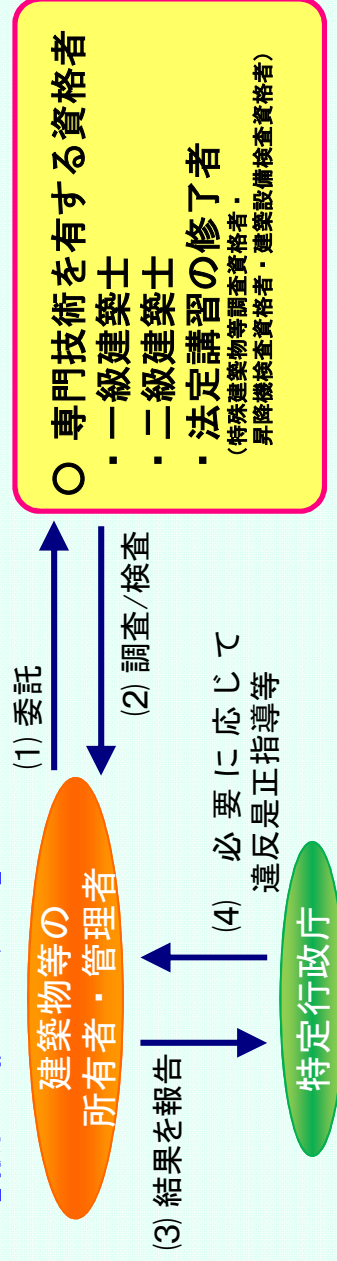 建築物等の
所有者・管理者
(1) 委託
(2) 調査/検査
○ 専門技術を有する資格者
・一級建築士
・二級建築士
・法定講習の修了者
(特殊建築物等調査資格者・
昇降機検査資格者・建築設備検査資格者)
(3) 結果を報告
(4) 必要に応じて
違反是正指導等
特定行政庁